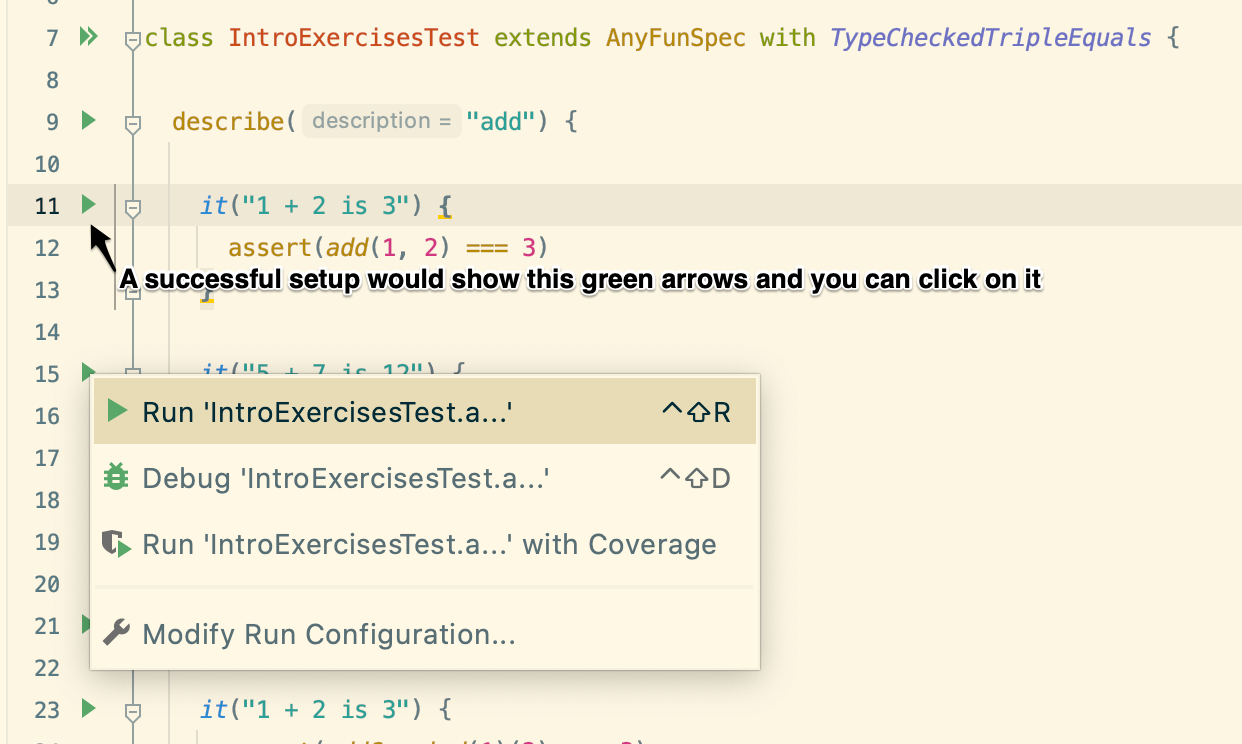 7 class IntroExercisesTest extends AnyFunSpec with TypeCheckedTripleEquals {
8
9 describe( description = "add") {
10
11 it("1 + 2 is 3") {
12 assert(add(1, 2) === 3)
A successful setup would show this green arrows and you can click on it
13 }
14
15 it("5 + 7 is 12") {
16 Run 'IntroExercisesTest.a...' ^⇧R
17
18 Debug 'IntroExercisesTest.a...' ^⇧D
19 Run 'IntroExercisesTest.a...' with Coverage
20
21 Modify Run Configuration...
22
23 it("1 + 2 is 3") {